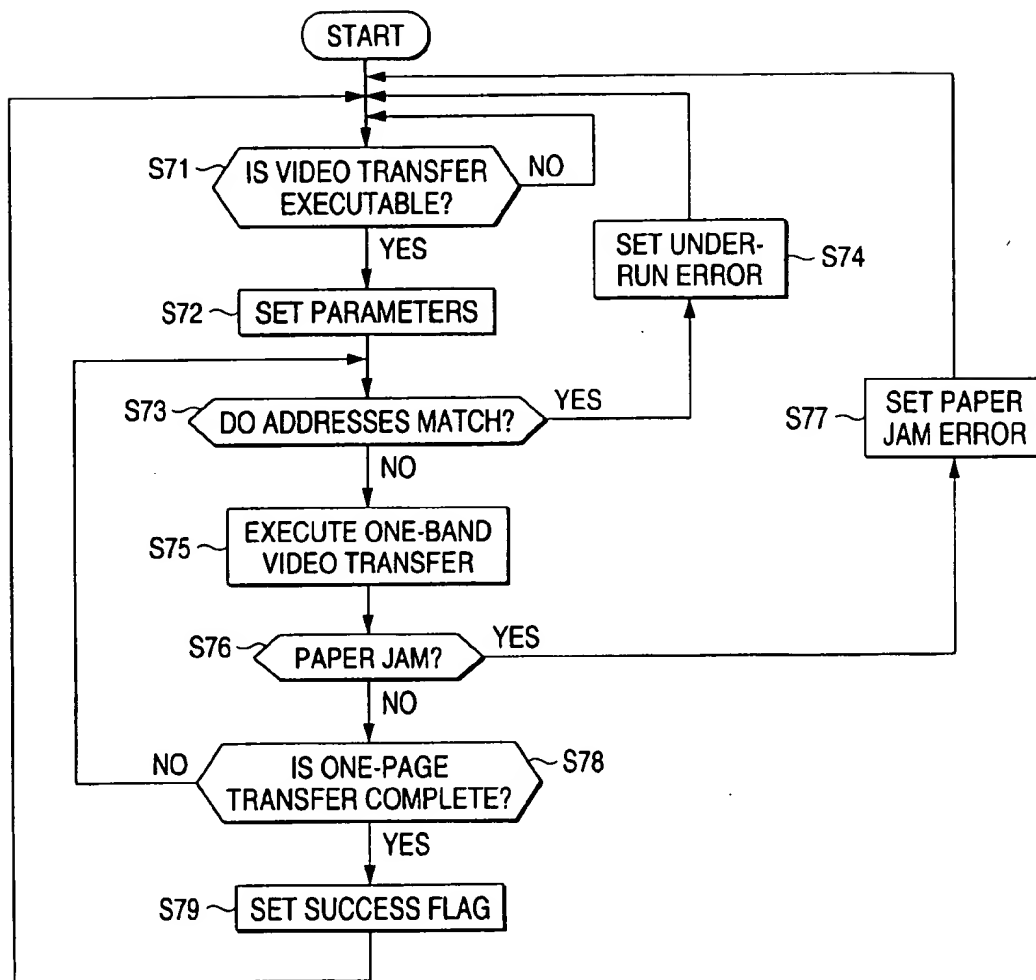 START
S71
IS VIDEO TRANSFER
EXECUTABLE?
NO
YES
SET UNDER-
RUN ERROR
S74
S72
SET PARAMETERS
S73
DO ADDRESSES MATCH?
YES
NO
S77
SET PAPER
JAM ERROR
S75
EXECUTE ONE-BAND
VIDEO TRANSFER
S76
PAPER JAM?
YES
NO
NO
IS ONE-PAGE
TRANSFER COMPLETE?
S78
YES
S79
SET SUCCESS FLAG